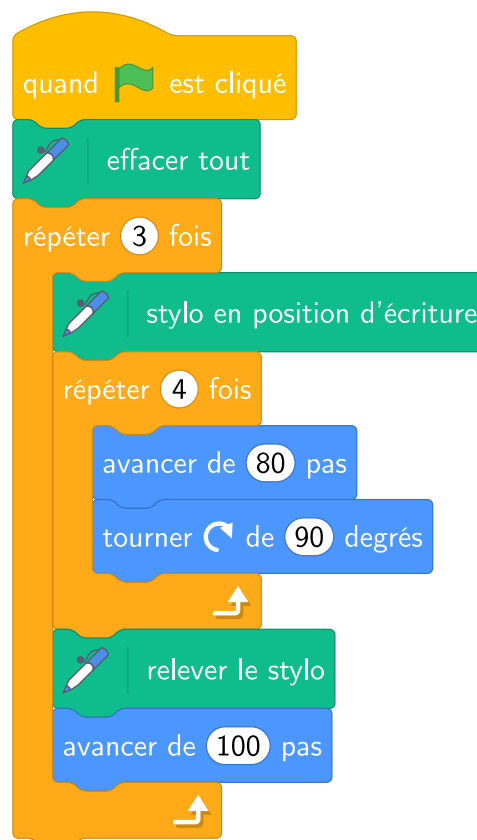 quand est cliqué
effacer tout
répéter 3 fois
stylo en position d'écriture
répéter 4 fois
avancer de 80 pas
tourner de 90 degrés
relever le stylo
avancer de 100 pas